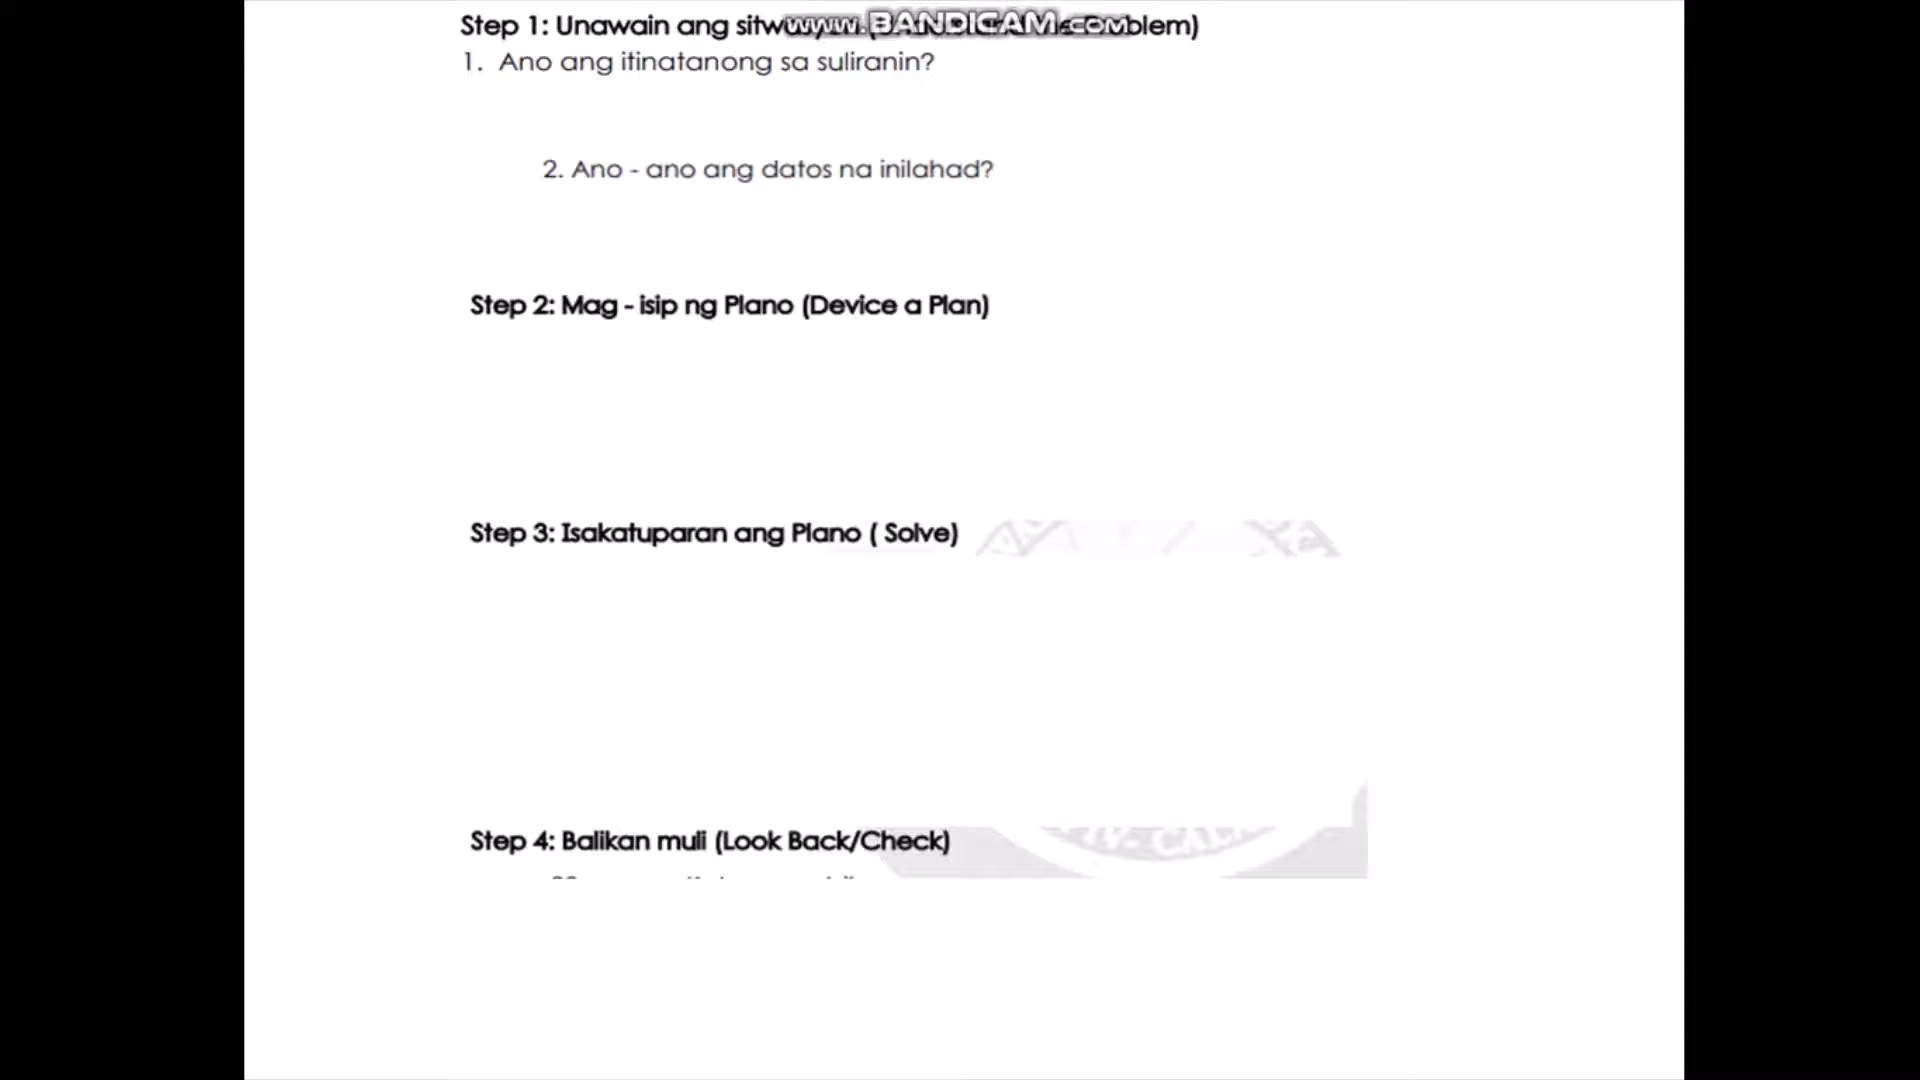 www.BANDICAM.com
Step 1: Unawain ang Problem)
1. Ano ang itinatanong sa suliranin?
2. Ano - ano ang datos na inilahad?
Step 2: Mag - isip ng Plano (Device a Plan)
Step 3: Isakatuparan ang Plano ( Solve)
Step 4: Balikan muli (Look Back/Check)